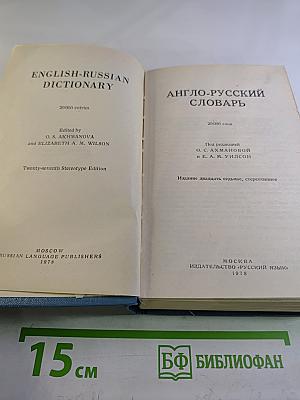 ENGLISH-RUSSIAN
DICTIONARY
20000 entries
Edited by
O. S. AKHMANOVA
and ELIZABETH A. M. WILSON
Twenty-seventh Stereotype Edition
MOSCOW
RUSSIAN LANGUAGE PUBLISHERS
1978
АНГЛО-РУССКИЙ
СЛОВАРЬ
20000 слов
Под редакцией
О. С. АХМАНОВОЙ
и Е. А. М. УИЛСОН
Издание двадцать седьмое, стереотипное
МОСКВА
ИЗДАТЕЛЬСТВО «РУССКИЙ ЯЗЫК»
1978
15 см
БФ БИБЛИОФАН